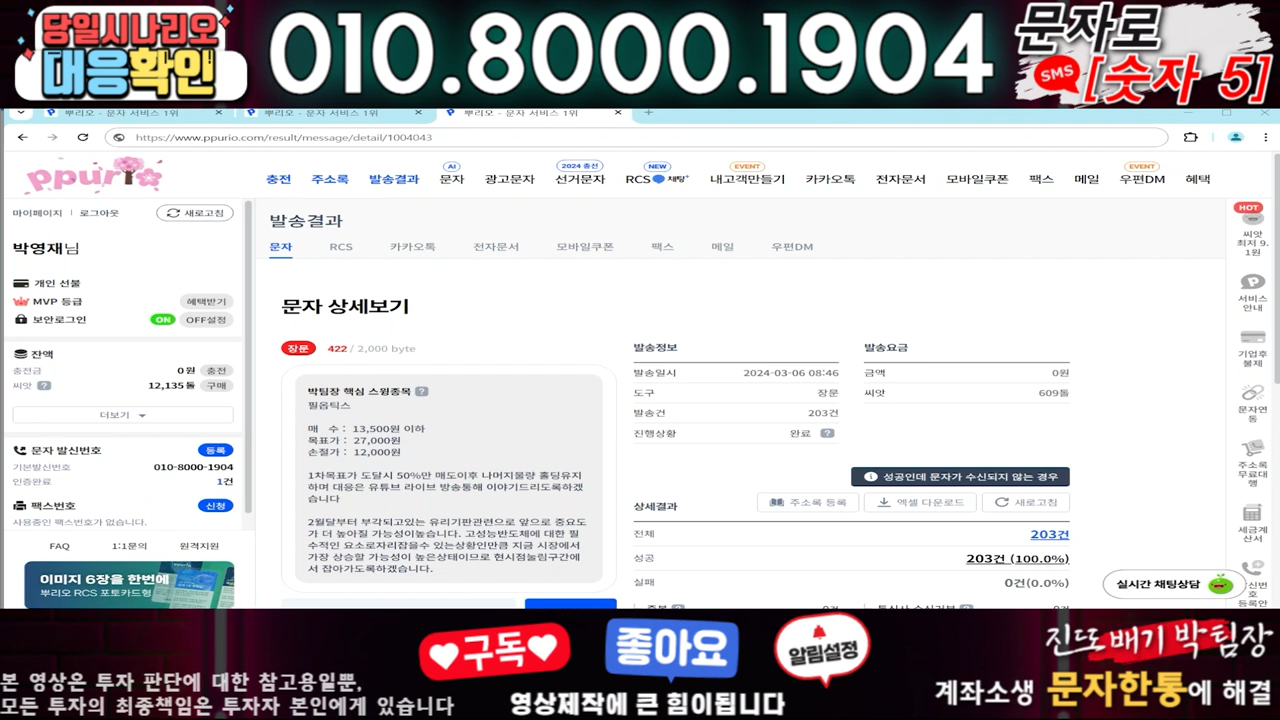 당일시나리오
대응확인
010.8000.1904
문자로
SMS
[숫자 5]
뿌리오 - 문자 서비스 1위
뿌리오 - 문자 서비스 1위
뿌리오 - 문자 서비스 1위
https://www.ppurio.com/result/message/detail/1004043
ppurio
충전
주소록
발송결과
AI
문자
광고문자
2024 총선
선거문자
NEW
RCS 채팅+
EVENT
내고객만들기
카카오톡
전자문서
모바일쿠폰
팩스
메일
EVENT
우편DM
혜택
마이페이지 | 로그아웃
새로고침
박영재님
개인 선불
MVP 등급 혜택받기
보안로그인 ON OFF설정
잔액
충전금 0원 충전
씨앗 ? 12,135톨 구매
더보기
문자 발신번호 등록
기본발신번호 010-8000-1904
인증완료 1건
팩스번호 신청
사용중인 팩스번호가 없습니다.
FAQ 1:1문의 원격지원
이미지 6장을 한번에
뿌리오 RCS 포토카드형
발송결과
문자 RCS 카카오톡 전자문서 모바일쿠폰 팩스 메일 우편DM
문자 상세보기
장문 422 / 2,000 byte
박팀장 핵심 스윙종목 ?
필옵틱스
매 수 : 13,500원 이하
목표가 : 27,000원
손절가 : 12,000원
1차목표가 도달시 50%만 매도이후 나머지물량 홀딩유지
하며 대응은 유튜브 라이브 방송통해 이야기드리도록하겠
습니다
2월달부터 부각되고있는 유리기판관련으로 앞으로 중요도
가 더 높아질 가능성이높습니다. 고성능반도체에 대한 필
수적인 요소로자리잡을수 있는상황인만큼 지금 시장에서
가장 상승할 가능성이 높은상태이므로 현시점눌림구간에
서 잡아가도록하겠습니다.
발송정보
발송일시 2024-03-06 08:46
도구 장문
발송건 203건
진행상황 완료 ?
발송요금
금액 0원
씨앗 609톨
성공인데 문자가 수신되지 않는 경우
상세결과
주소록 등록
엑셀 다운로드
새로고침
전체 203건
성공 203건 (100.0%)
실패 0건(0.0%)
HOT
씨앗
최저 9.
1원
서비스
안내
기업후
불제
문자연
동
주소록
무료대
행
세금계
산서
발신번
호
등록안
실시간 채팅상담
구독
좋아요
알림설정
영상제작에 큰 힘이됩니다
본 영상은 투자 판단에 대한 참고용일뿐,
모든 투자의 최종책임은 투자자 본인에게 있습니다
진또배기 박팀장
계좌소생 문자한통에 해결